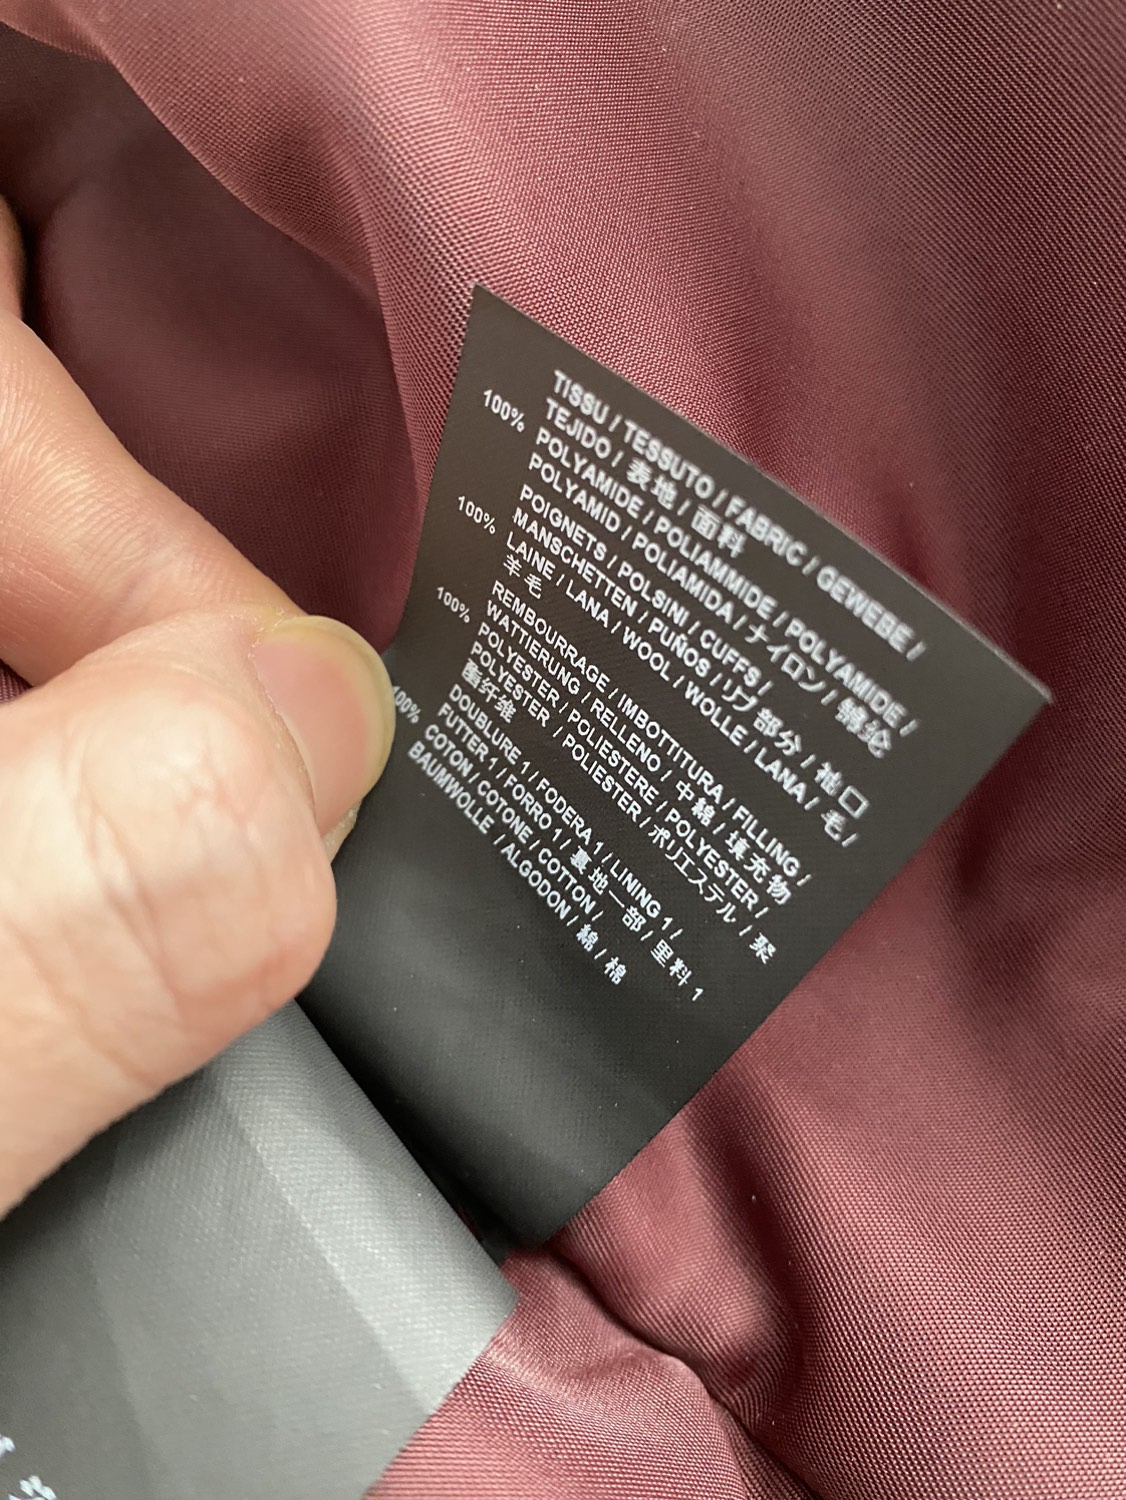 TISSU / TESSUTO / FABRIC / GEWEBE /
TEJIDO / 表地 / 面料
100% POLYAMIDE / POLIAMMIDE / POLYAMIDE /
POLYAMID / POLIAMIDA / ナイロン / 锦纶
POIGNETS / POLSINI / CUFFS /
MANSCHETTEN / PUÑOS / リブ部分 / 袖口
100% LAINE / LANA / WOOL / WOLLE / LANA / 毛 /
羊毛
REMBOURRAGE / IMBOTTITURA / FILLING /
WATTIERUNG / RELLENO / 中綿 / 填充物
100% POLYESTER / POLIESTERE / POLYESTER /
POLYESTER / POLIESTER / ポリエステル / 聚
酯纤维
DOUBLURE 1 / FODERA 1 / LINING 1 /
FUTTER 1 / FORRO 1 / 裏地一部 / 里料 1
100% COTON / COTONE / COTTON /
BAUMWOLLE / ALGODON / 綿 / 棉